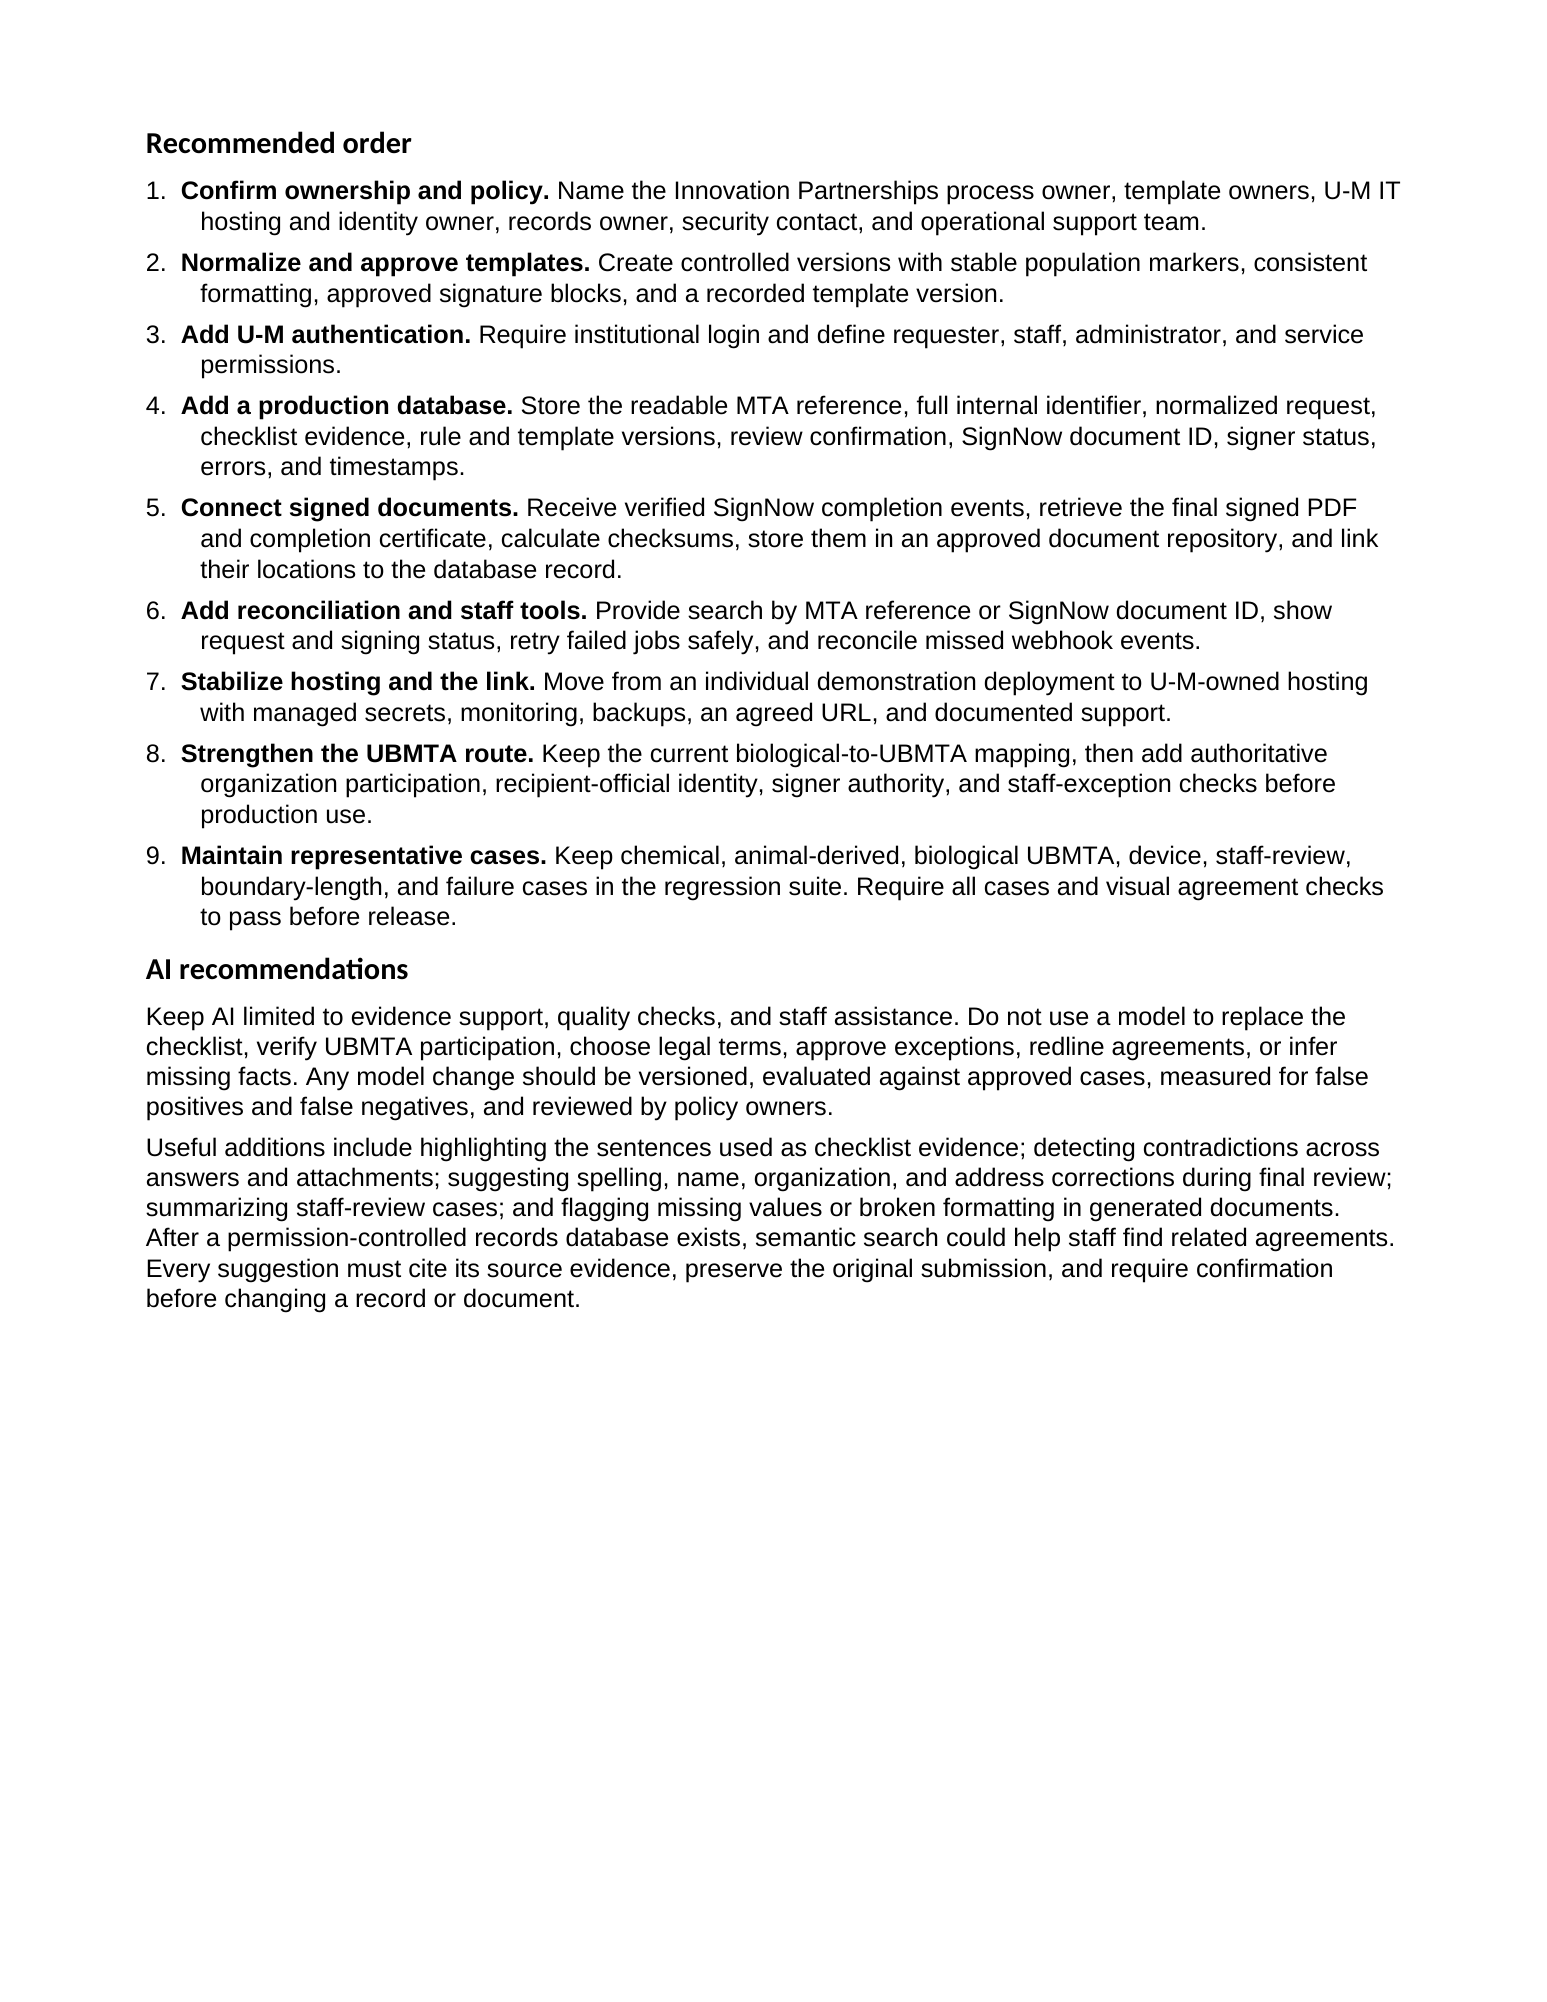 Recommended order
1. Confirm ownership and policy. Name the Innovation Partnerships process owner, template owners, U-M IT
hosting and identity owner, records owner, security contact, and operational support team.
2. Normalize and approve templates. Create controlled versions with stable population markers, consistent
formatting, approved signature blocks, and a recorded template version.
3. Add U-M authentication. Require institutional login and define requester, staff, administrator, and service
permissions.
4. Add a production database. Store the readable MTA reference, full internal identifier, normalized request,
checklist evidence, rule and template versions, review confirmation, SignNow document ID, signer status,
errors, and timestamps.
5. Connect signed documents. Receive verified SignNow completion events, retrieve the final signed PDF
and completion certificate, calculate checksums, store them in an approved document repository, and link
their locations to the database record.
6. Add reconciliation and staff tools. Provide search by MTA reference or SignNow document ID, show
request and signing status, retry failed jobs safely, and reconcile missed webhook events.
7. Stabilize hosting and the link. Move from an individual demonstration deployment to U-M-owned hosting
with managed secrets, monitoring, backups, an agreed URL, and documented support.
8. Strengthen the UBMTA route. Keep the current biological-to-UBMTA mapping, then add authoritative
organization participation, recipient-official identity, signer authority, and staff-exception checks before
production use.
9. Maintain representative cases. Keep chemical, animal-derived, biological UBMTA, device, staff-review,
boundary-length, and failure cases in the regression suite. Require all cases and visual agreement checks
to pass before release.
AI recommendations
Keep AI limited to evidence support, quality checks, and staff assistance. Do not use a model to replace the
checklist, verify UBMTA participation, choose legal terms, approve exceptions, redline agreements, or infer
missing facts. Any model change should be versioned, evaluated against approved cases, measured for false
positives and false negatives, and reviewed by policy owners.
Useful additions include highlighting the sentences used as checklist evidence; detecting contradictions across
answers and attachments; suggesting spelling, name, organization, and address corrections during final review;
summarizing staff-review cases; and flagging missing values or broken formatting in generated documents.
After a permission-controlled records database exists, semantic search could help staff find related agreements.
Every suggestion must cite its source evidence, preserve the original submission, and require confirmation
before changing a record or document.